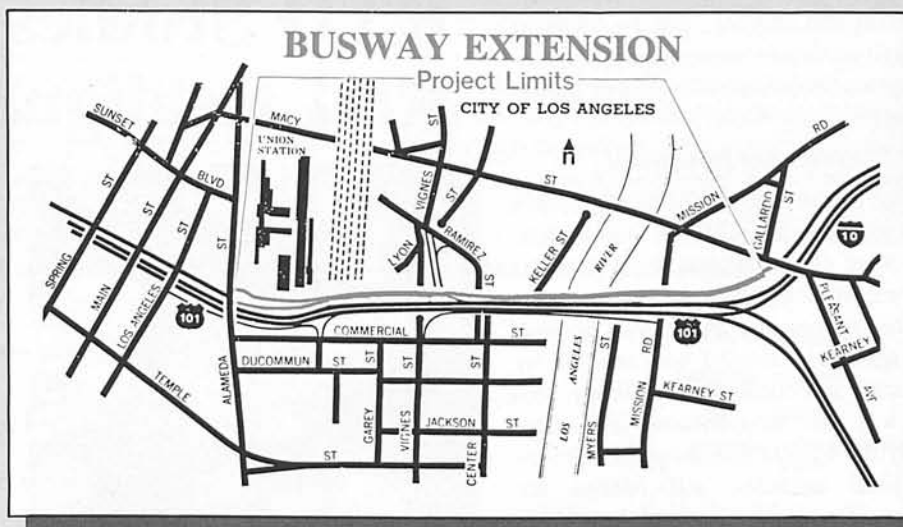 BUSWAY EXTENSION
Project Limits
CITY OF LOS ANGELES
SUNSET
BLVD
MACY
ST
UNION
STATION
ST
VIGNES
ST
n
RD
MISSION
GALLARDO
ST
10
SPRING
ST
MAIN
ST
LOS ANGELES
ST
ST
LYON
RAMIREZ
ST
KELLER ST
RIVER
101
COMMERCIAL
ST
101
PLEASANT
AVE
KEARNEY
DUCOMMUN
ST
ST
ST
ST
ANGELES
ST
RD
TEMPLE
ST
ALAMEDA
GAREY
VIGNES
JACKSON
ST
CENTER
LOS
MYERS
MISSION
KEARNEY ST